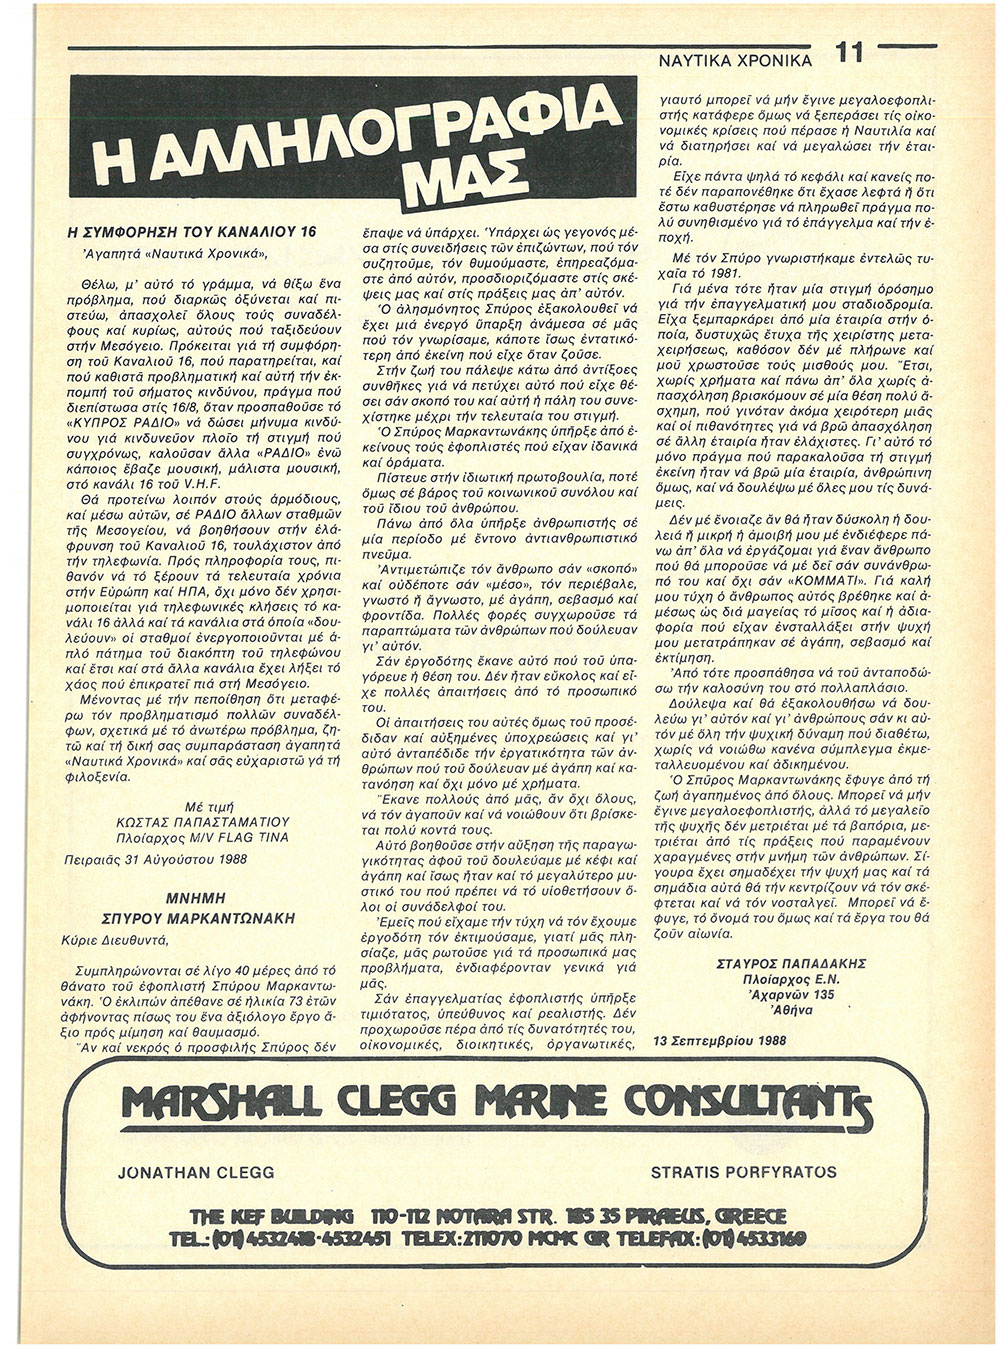 ΝΑΥΤΙΚΑ ΧΡΟΝΙΚΑ 11
Η ΑΛΛΗΛΟΓΡΑΦΙΑ
ΜΑΣ
Η ΣΥΜΦΟΡΗΣΗ ΤΟΥ ΚΑΝΑΛΙΟΥ 16
Ἀγαπητά «Ναυτικά Χρονικά»,
Θέλω, μ' αὐτό τό γράμμα, νά θίξω ἕνα
πρόβλημα, πού διαρκῶς ὀξύνεται καί πι-
στεύω, ἀπασχολεῖ ὅλους τούς συναδέλ-
φους καί κυρίως, αὐτούς πού ταξιδεύουν
στήν Μεσόγειο. Πρόκειται γιά τή συμφόρη-
ση τοῦ Καναλιοῦ 16, πού παρατηρείται, καί
πού καθιστᾶ προβληματική καί αὐτή τήν ἐκ-
πομπή τοῦ σήματος κινδύνου, πράγμα πού
διεπίστωσα στίς 16/8, ὅταν προσπαθοῦσε τό
«ΚΥΠΡΟΣ ΡΑΔΙΟ» νά δώσει μήνυμα κινδύ-
νου γιά κινδυνεῦον πλοῖο τή στιγμή πού
συγχρόνως, καλοῦσαν ἄλλα «ΡΑΔΙΟ» ἐνῶ
κάποιος ἔβαζε μουσική, μάλιστα μουσική,
στό κανάλι 16 τοῦ V.H.F.
Θά προτείνω λοιπόν στούς ἁρμόδιους,
καί μέσω αὐτῶν, σέ ΡΑΔΙΟ ἄλλων σταθμῶν
τῆς Μεσογείου, νά βοηθήσουν στήν ἐλά-
φρυνση τοῦ Καναλιοῦ 16, τουλάχιστον ἀπό
τήν τηλεφωνία. Πρός πληροφορία τους, πι-
θανόν νά τό ξέρουν τά τελευταία χρόνια
στήν Εὐρώπη καί ΗΠΑ, ὄχι μόνο δέν χρησι-
μοποιείται γιά τηλεφωνικές κλήσεις τό κα-
νάλι 16 ἀλλά καί τά κανάλια στά ὁποία «δου-
λεύουν» οἱ σταθμοί ἐνεργοποιοῦνται μέ ἁ-
πλό πάτημα τοῦ διακόπτη τοῦ τηλεφώνου
καί ἔτσι καί στά ἄλλα κανάλια ἔχει λήξει τό
χάος πού ἐπικρατεῖ πιά στή Μεσόγειο.
Μένοντας μέ τήν πεποίθηση ὅτι μεταφέ-
ρω τόν προβληματισμό πολλῶν συναδέλ-
φων, σχετικά μέ τό ἀνωτέρω πρόβλημα, ζη-
τῶ καί τή δική σας συμπαράσταση ἀγαπητά
«Ναυτικά Χρονικά» καί σᾶς εὐχαριστῶ γά τή
φιλοξενία.
Μέ τιμή
ΚΩΣΤΑΣ ΠΑΠΑΣΤΑΜΑΤΙΟΥ
Πλοίαρχος M/V FLAG TINA
Πειραιᾶς 31 Αὐγούστου 1988
ΜΝΗΜΗ
ΣΠΥΡΟΥ ΜΑΡΚΑΝΤΩΝΑΚΗ
Κύριε Διευθυντά,
Συμπληρώνονται σέ λίγο 40 μέρες ἀπό τό
θάνατο τοῦ ἐφοπλιστή Σπύρου Μαρκαντω-
νάκη. Ὁ ἐκλιπών ἀπέθανε σέ ἡλικία 73 ἐτῶν
ἀφήνοντας πίσω του ἕνα ἀξιόλογο ἔργο ἄ-
ξιο πρός μίμηση καί θαυμασμό.
Ἄν καί νεκρός ὁ προσφιλής Σπύρος δέν
ἔπαψε νά ὑπάρχει. Ὑπάρχει ὡς γεγονός μέ-
σα στίς συνειδήσεις τῶν ἐπιζώντων, πού τόν
συζητοῦμε, τόν θυμούμαστε, ἐπηρεαζόμα-
στε ἀπό αὐτόν, προσδιοριζόμαστε στίς σκέ-
ψεις μας καί στίς πράξεις μας ἀπ' αὐτόν.
Ὁ ἀλησμόνητος Σπύρος ἐξακολουθεί νά
ἔχει μιά ἐνεργό ὕπαρξη ἀνάμεσα σέ μᾶς
πού τόν γνωρίσαμε, κάποτε ἴσως ἐντατικό-
τερη ἀπό ἐκείνη πού εἶχε ὅταν ζοῦσε.
Στήν ζωή του πάλεψε κάτω ἀπό ἀντίξοες
συνθῆκες γιά νά πετύχει αὐτό πού εἶχε θέ-
σει σάν σκοπό του καί αὐτή ἡ πάλη του συνε-
χίστηκε μέχρι τήν τελευταία του στιγμή.
Ὁ Σπύρος Μαρκαντωνάκης ὑπῆρξε ἀπό ἐ-
κείνους τούς ἐφοπλιστές πού εἶχαν ἰδανικά
καί ὁράματα.
Πίστευε στήν ἰδιωτική πρωτοβουλία, ποτέ
ὅμως σέ βάρος τοῦ κοινωνικοῦ συνόλου καί
τοῦ ἴδιου τοῦ ἀνθρώπου.
Πάνω ἀπό ὅλα ὑπῆρξε ἀνθρωπιστής σέ
μία περίοδο μέ ἔντονο ἀντιανθρωπιστικό
πνεῦμα.
Ἀντιμετώπιζε τόν ἄνθρωπο σάν «σκοπό»
καί οὐδέποτε σάν «μέσο», τόν περιέβαλε,
γνωστό ἤ ἄγνωστο, μέ ἀγάπη, σεβασμό καί
φροντίδα. Πολλές φορές συγχωροῦσε τά
παραπτώματα τῶν ἀνθρώπων πού δούλευαν
γι' αὐτόν.
Σάν ἐργοδότης ἔκανε αὐτό πού τοῦ ὑπα-
γόρευε ἡ θέση του. Δέν ἦταν εὔκολος καί εἶ-
χε πολλές ἀπαιτήσεις ἀπό τό προσωπικό
του.
Οἱ ἀπαιτήσεις του αὐτές ὅμως τοῦ προσέ-
διδαν καί αὐξημένες ὑποχρεώσεις καί γι'
αὐτό ἀνταπέδιδε τήν ἐργατικότητα τῶν ἀν-
θρώπων πού τοῦ δούλευαν μέ ἀγάπη καί κα-
τανόηση καί ὄχι μόνο μέ χρήματα.
Ἔκανε πολλούς ἀπό μᾶς, ἄν ὄχι ὅλους,
νά τόν ἀγαποῦν καί νά νοιώθουν ὅτι βρίσκε-
ται πολύ κοντά τους.
Αὐτό βοηθοῦσε στήν αὔξηση τῆς παραγω-
γικότητας ἀφοῦ τοῦ δουλεύαμε μέ κέφι καί
ἀγάπη καί ἴσως ἦταν καί τό μεγαλύτερο μυ-
στικό του πού πρέπει νά τό υἱοθετήσουν ὅ-
λοι οἱ συνάδελφοί του.
Ἐμεῖς πού εἴχαμε τήν τύχη νά τόν ἔχουμε
ἐργοδότη τόν ἐκτιμούσαμε, γιατί μᾶς πλη-
σίαζε, μᾶς ρωτοῦσε γιά τά προσωπικά μας
προβλήματα, ἐνδιαφέρονταν γενικά γιά
μᾶς.
Σάν ἐπαγγελματίας ἐφοπλιστής ὑπῆρξε
τιμιότατος, ὑπεύθυνος καί ρεαλιστής. Δέν
προχωροῦσε πέρα ἀπό τίς δυνατότητές του,
οἰκονομικές, διοικητικές, ὀργανωτικές,
γιαυτό μπορεῖ νά μήν ἔγινε μεγαλοεφοπλι-
στής κατάφερε ὅμως νά ξεπεράσει τίς οἰκο-
νομικές κρίσεις πού πέρασε ἡ Ναυτιλία καί
νά διατηρήσει καί νά μεγαλώσει τήν ἑται-
ρία.
Εἶχε πάντα ψηλά τό κεφάλι καί κανείς πο-
τέ δέν παραπονέθηκε ὅτι ἔχασε λεφτά ἤ ὅτι
ἔστω καθυστέρησε νά πληρωθεῖ πράγμα πο-
λύ συνηθισμένο γιά τό ἐπάγγελμα καί τήν ἐ-
ποχή.
Μέ τόν Σπύρο γνωριστήκαμε ἐντελῶς τυ-
χαῖα τό 1981.
Γιά μένα τότε ἦταν μία στιγμή ὁρόσημο
γιά τήν ἐπαγγελματική μου σταδιοδρομία.
Εἶχα ξεμπαρκάρει ἀπό μία ἑταιρία στήν ὁ-
ποία, δυστυχῶς ἔτυχα τῆς χειρίστης μετα-
χειρήσεως, καθόσον δέν μέ πλήρωνε καί
μοῦ χρωστοῦσε τούς μισθούς μου. Ἔτσι,
χωρίς χρήματα καί πάνω ἀπ' ὅλα χωρίς ἀ-
πασχόληση βρισκόμουν σέ μία θέση πολύ ἄ-
σχημη, πού γινόταν ἀκόμα χειρότερη μιᾶς
καί οἱ πιθανότητες γιά νά βρῶ ἀπασχόληση
σέ ἄλλη ἑταιρία ἦταν ἐλάχιστες. Γι' αὐτό τό
μόνο πράγμα πού παρακαλοῦσα τή στιγμή
ἐκείνη ἦταν νά βρῶ μία ἑταιρία, ἀνθρώπινη
ὅμως, καί νά δουλέψω μέ ὅλες μου τίς δυνά-
μεις.
Δέν μέ ἔνοιαζε ἄν θά ἦταν δύσκολη ἡ δου-
λειά ἤ μικρή ἡ ἀμοιβή μου μέ ἐνδιέφερε πά-
νω ἀπ' ὅλα νά ἐργάζομαι γιά ἕναν ἄνθρωπο
πού θά μποροῦσε νά μέ δεῖ σάν συνάνθρω-
πό του καί ὄχι σάν «ΚΟΜΜΑΤΙ». Γιά καλή
μου τύχη ὁ ἄνθρωπος αὐτός βρέθηκε καί ἀ-
μέσως ὡς διά μαγείας τό μίσος καί ἡ ἀδια-
φορία πού εἶχαν ἐνσταλλάξει στήν ψυχή
μου μετατράπηκαν σέ ἀγάπη, σεβασμό καί
ἐκτίμηση.
Ἀπό τότε προσπάθησα νά τοῦ ἀνταποδώ-
σω τήν καλοσύνη του στό πολλαπλάσιο.
Δούλεψα καί θά ἐξακολουθήσω νά δου-
λεύω γι' αὐτόν καί γι' ἀνθρώπους σάν κι αὐ-
τόν μέ ὅλη τήν ψυχική δύναμη πού διαθέτω,
χωρίς νά νοιώθω κανένα σύμπλεγμα ἐκμε-
ταλλευομένου καί ἀδικημένου.
Ὁ Σπῦρος Μαρκαντωνάκης ἔφυγε ἀπό τή
ζωή ἀγαπημένος ἀπό ὅλους. Μπορεῖ νά μήν
ἔγινε μεγαλοεφοπλιστής, ἀλλά τό μεγαλεῖο
τῆς ψυχῆς δέν μετριέται μέ τά βαπόρια, με-
τριέται ἀπό τίς πράξεις πού παραμένουν
χαραγμένες στήν μνήμη τῶν ἀνθρώπων. Σί-
γουρα ἔχει σημαδέχει τήν ψυχή μας καί τά
σημάδια αὐτά θά τήν κεντρίζουν νά τόν σκέ-
φτεται καί νά τόν νοσταλγεῖ. Μπορεῖ νά ἔ-
φυγε, τό ὄνομά του ὅμως καί τά ἔργα του θά
ζοῦν αἰωνία.
ΣΤΑΥΡΟΣ ΠΑΠΑΔΑΚΗΣ
Πλοίαρχος Ε.Ν.
Ἀχαρνῶν 135
Ἀθήνα
13 Σεπτεμβρίου 1988
MARSHALL CLEGG MARINE CONSULTANTS
JONATHAN CLEGG STRATIS PORFYRATOS
THE KEF BUILDING 110-112 NOTARA STR. 185 35 PIRAEUS, GREECE
TEL.: (01) 4532418-4532451 TELEX: 211070 MCMC GR TELEFAX: (01) 4533160